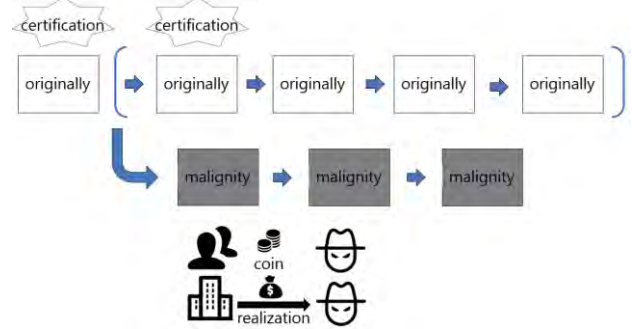 certification certification
originally originally originally originally originally
malignity malignity malignity
coin
$
realization